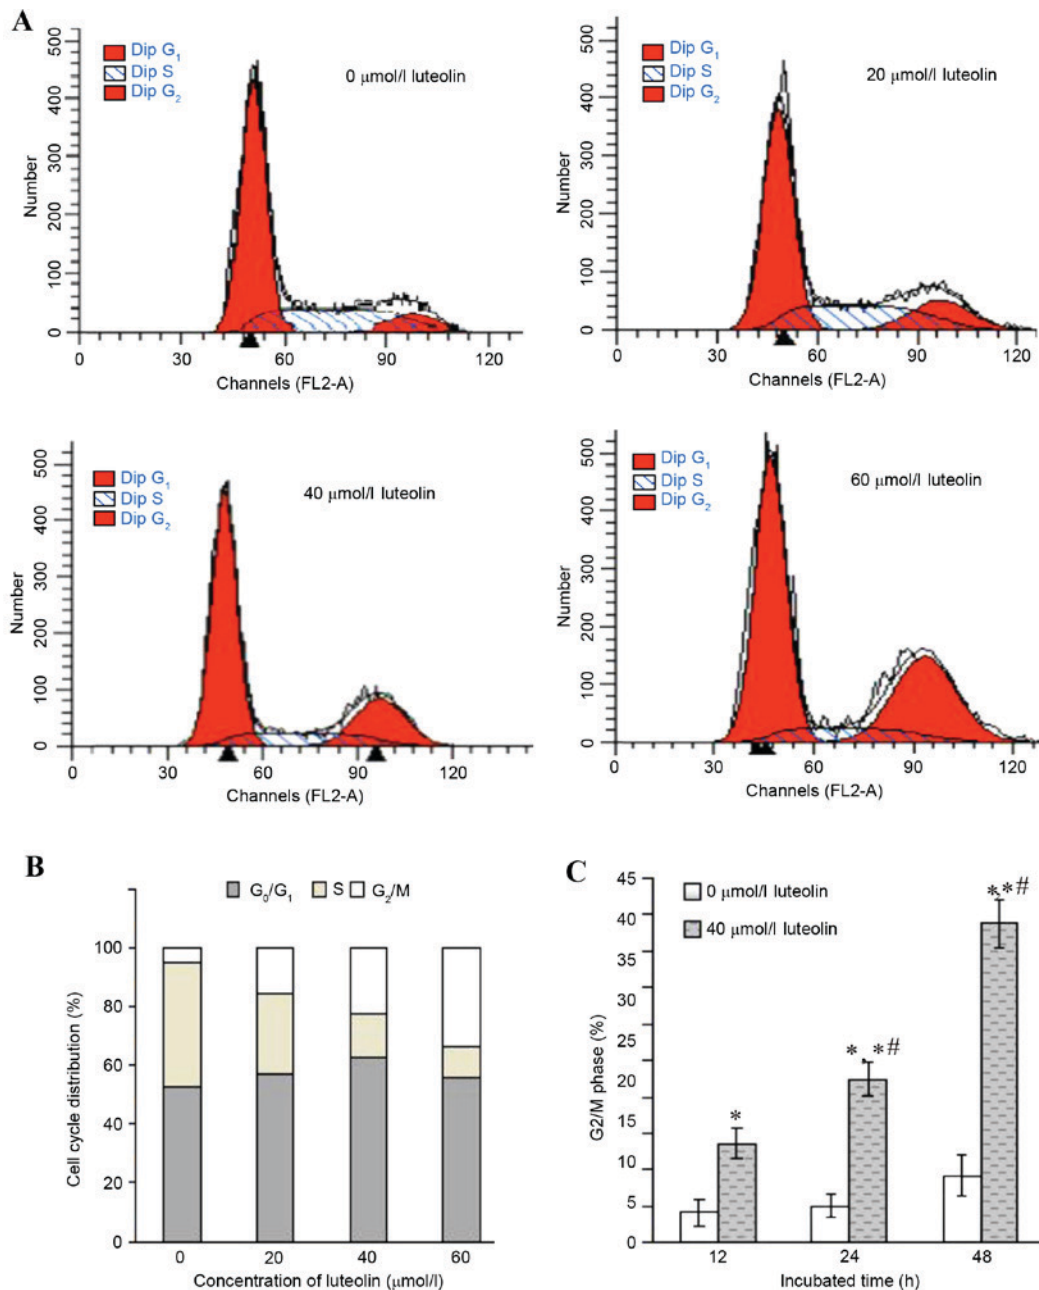 A
500
400
300
200
100
0
Number
Dip G₁
Dip S
Dip G₂
0 μmol/l luteolin
0 30 60 90 120
Channels (FL2-A)
500
400
300
200
100
0
Number
Dip G₁
Dip S
Dip G₂
20 μmol/l luteolin
0 30 60 90 120
Channels (FL2-A)
500
400
300
200
100
0
Number
Dip G₁
Dip S
Dip G₂
40 μmol/l luteolin
0 30 60 90 120
Channels (FL2-A)
500
400
300
200
100
0
Number
Dip G₁
Dip S
Dip G₂
60 μmol/l luteolin
0 30 60 90 120
Channels (FL2-A)
B
G₀/G₁ S G₂/M
100
80
60
40
20
0
Cell cycle distribution (%)
0 20 40 60
Concentration of luteolin (μmol/l)
C
0 μmol/l luteolin
40 μmol/l luteolin
45
40
35
30
25
20
15
10
5
0
G2/M phase (%)
*
*,*#
*,*#
12 24 48
Incubated time (h)